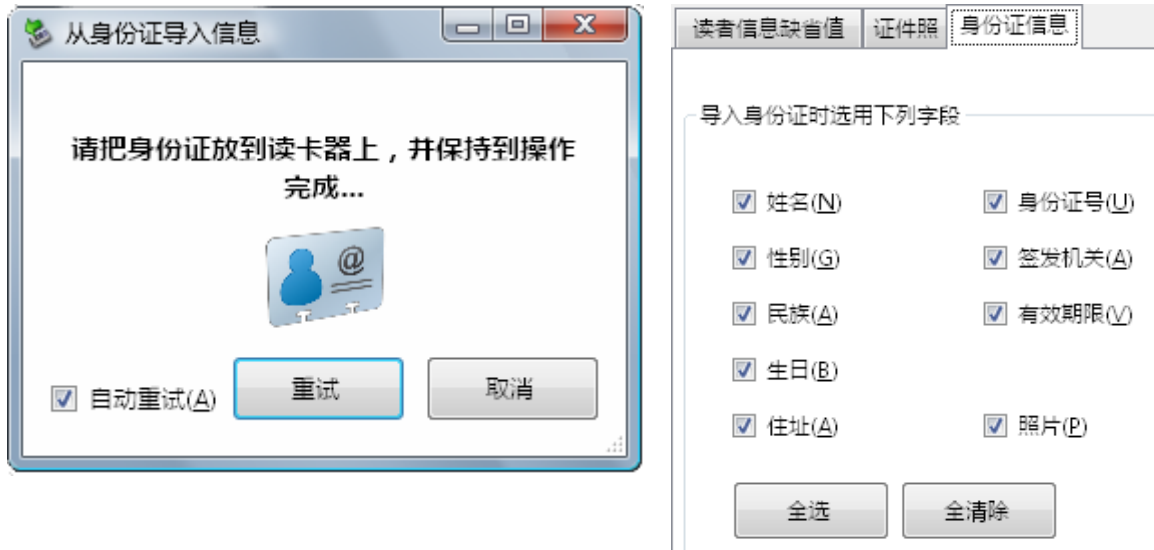 从身份证导入信息
请把身份证放到读卡器上，并保持到操作
完成...
@
自动重试(A)
重试
取消
读者信息缺省值
证件照
身份证信息
导入身份证时选用下列字段
姓名(N)
身份证号(U)
性别(G)
签发机关(A)
民族(A)
有效期限(V)
生日(B)
住址(A)
照片(P)
全选
全清除